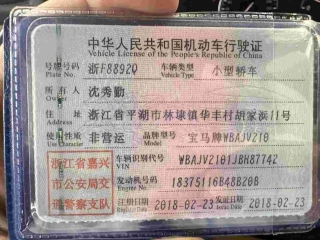 中华人民共和国机动车行驶证
Vehicle License of the People's Republic of China
号牌号码 浙F8892Q 车辆类型 小型轿车
Plate No. Vehicle Type
所有人 沈秀勤
Owner
住址 浙江省平湖市林埭镇华丰村胡家浜11号
Address
使用性质 非营运 品牌型号 宝马牌WBAJV210
Use Character Model
浙江省嘉兴
市公安局交
通警察支队
车辆识别代号 WBAJV2101JBH87742
VIN
发动机号码 18375116B48B20B
Engine No.
注册日期 2018-02-23 发证日期 2018-02-23
Register Date Issue Date